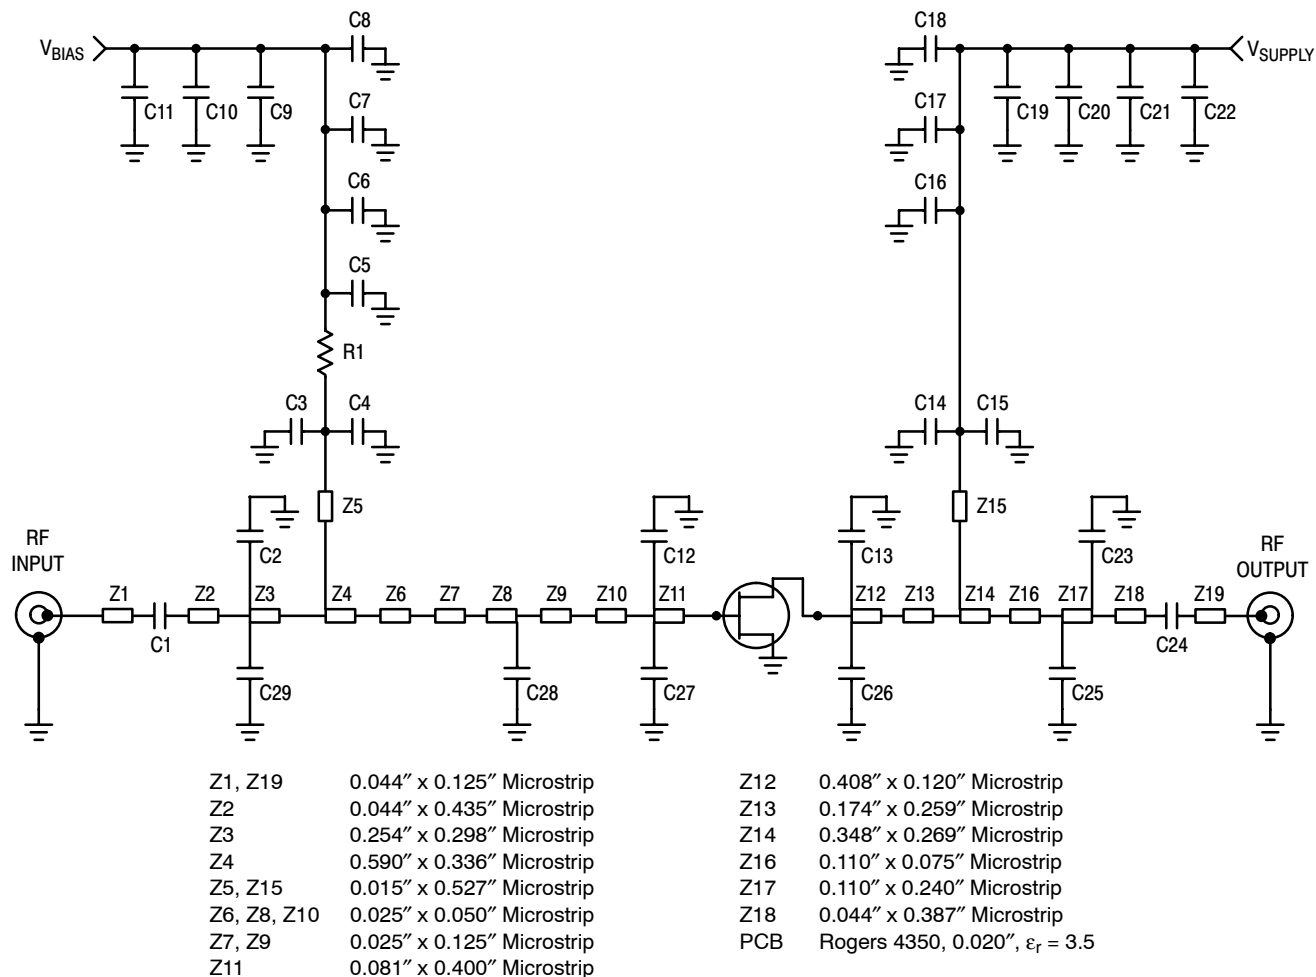 C8
C18
V_BIAS
V_SUPPLY
C11
C10
C9
C7
C17
C19
C20
C21
C22
C6
C16
C5
R1
C3
C4
C14
C15
Z5
Z15
RF
INPUT
C2
C12
C13
C23
RF
OUTPUT
Z1
Z2
Z3
Z4
Z6
Z7
Z8
Z9
Z10
Z11
Z12
Z13
Z14
Z16
Z17
Z18
Z19
C1
C24
C29
C28
C27
C26
C25
Z1, Z19 0.044″ x 0.125″ Microstrip
Z2 0.044″ x 0.435″ Microstrip
Z3 0.254″ x 0.298″ Microstrip
Z4 0.590″ x 0.336″ Microstrip
Z5, Z15 0.015″ x 0.527″ Microstrip
Z6, Z8, Z10 0.025″ x 0.050″ Microstrip
Z7, Z9 0.025″ x 0.125″ Microstrip
Z11 0.081″ x 0.400″ Microstrip
Z12 0.408″ x 0.120″ Microstrip
Z13 0.174″ x 0.259″ Microstrip
Z14 0.348″ x 0.269″ Microstrip
Z16 0.110″ x 0.075″ Microstrip
Z17 0.110″ x 0.240″ Microstrip
Z18 0.044″ x 0.387″ Microstrip
PCB Rogers 4350, 0.020″, εr = 3.5